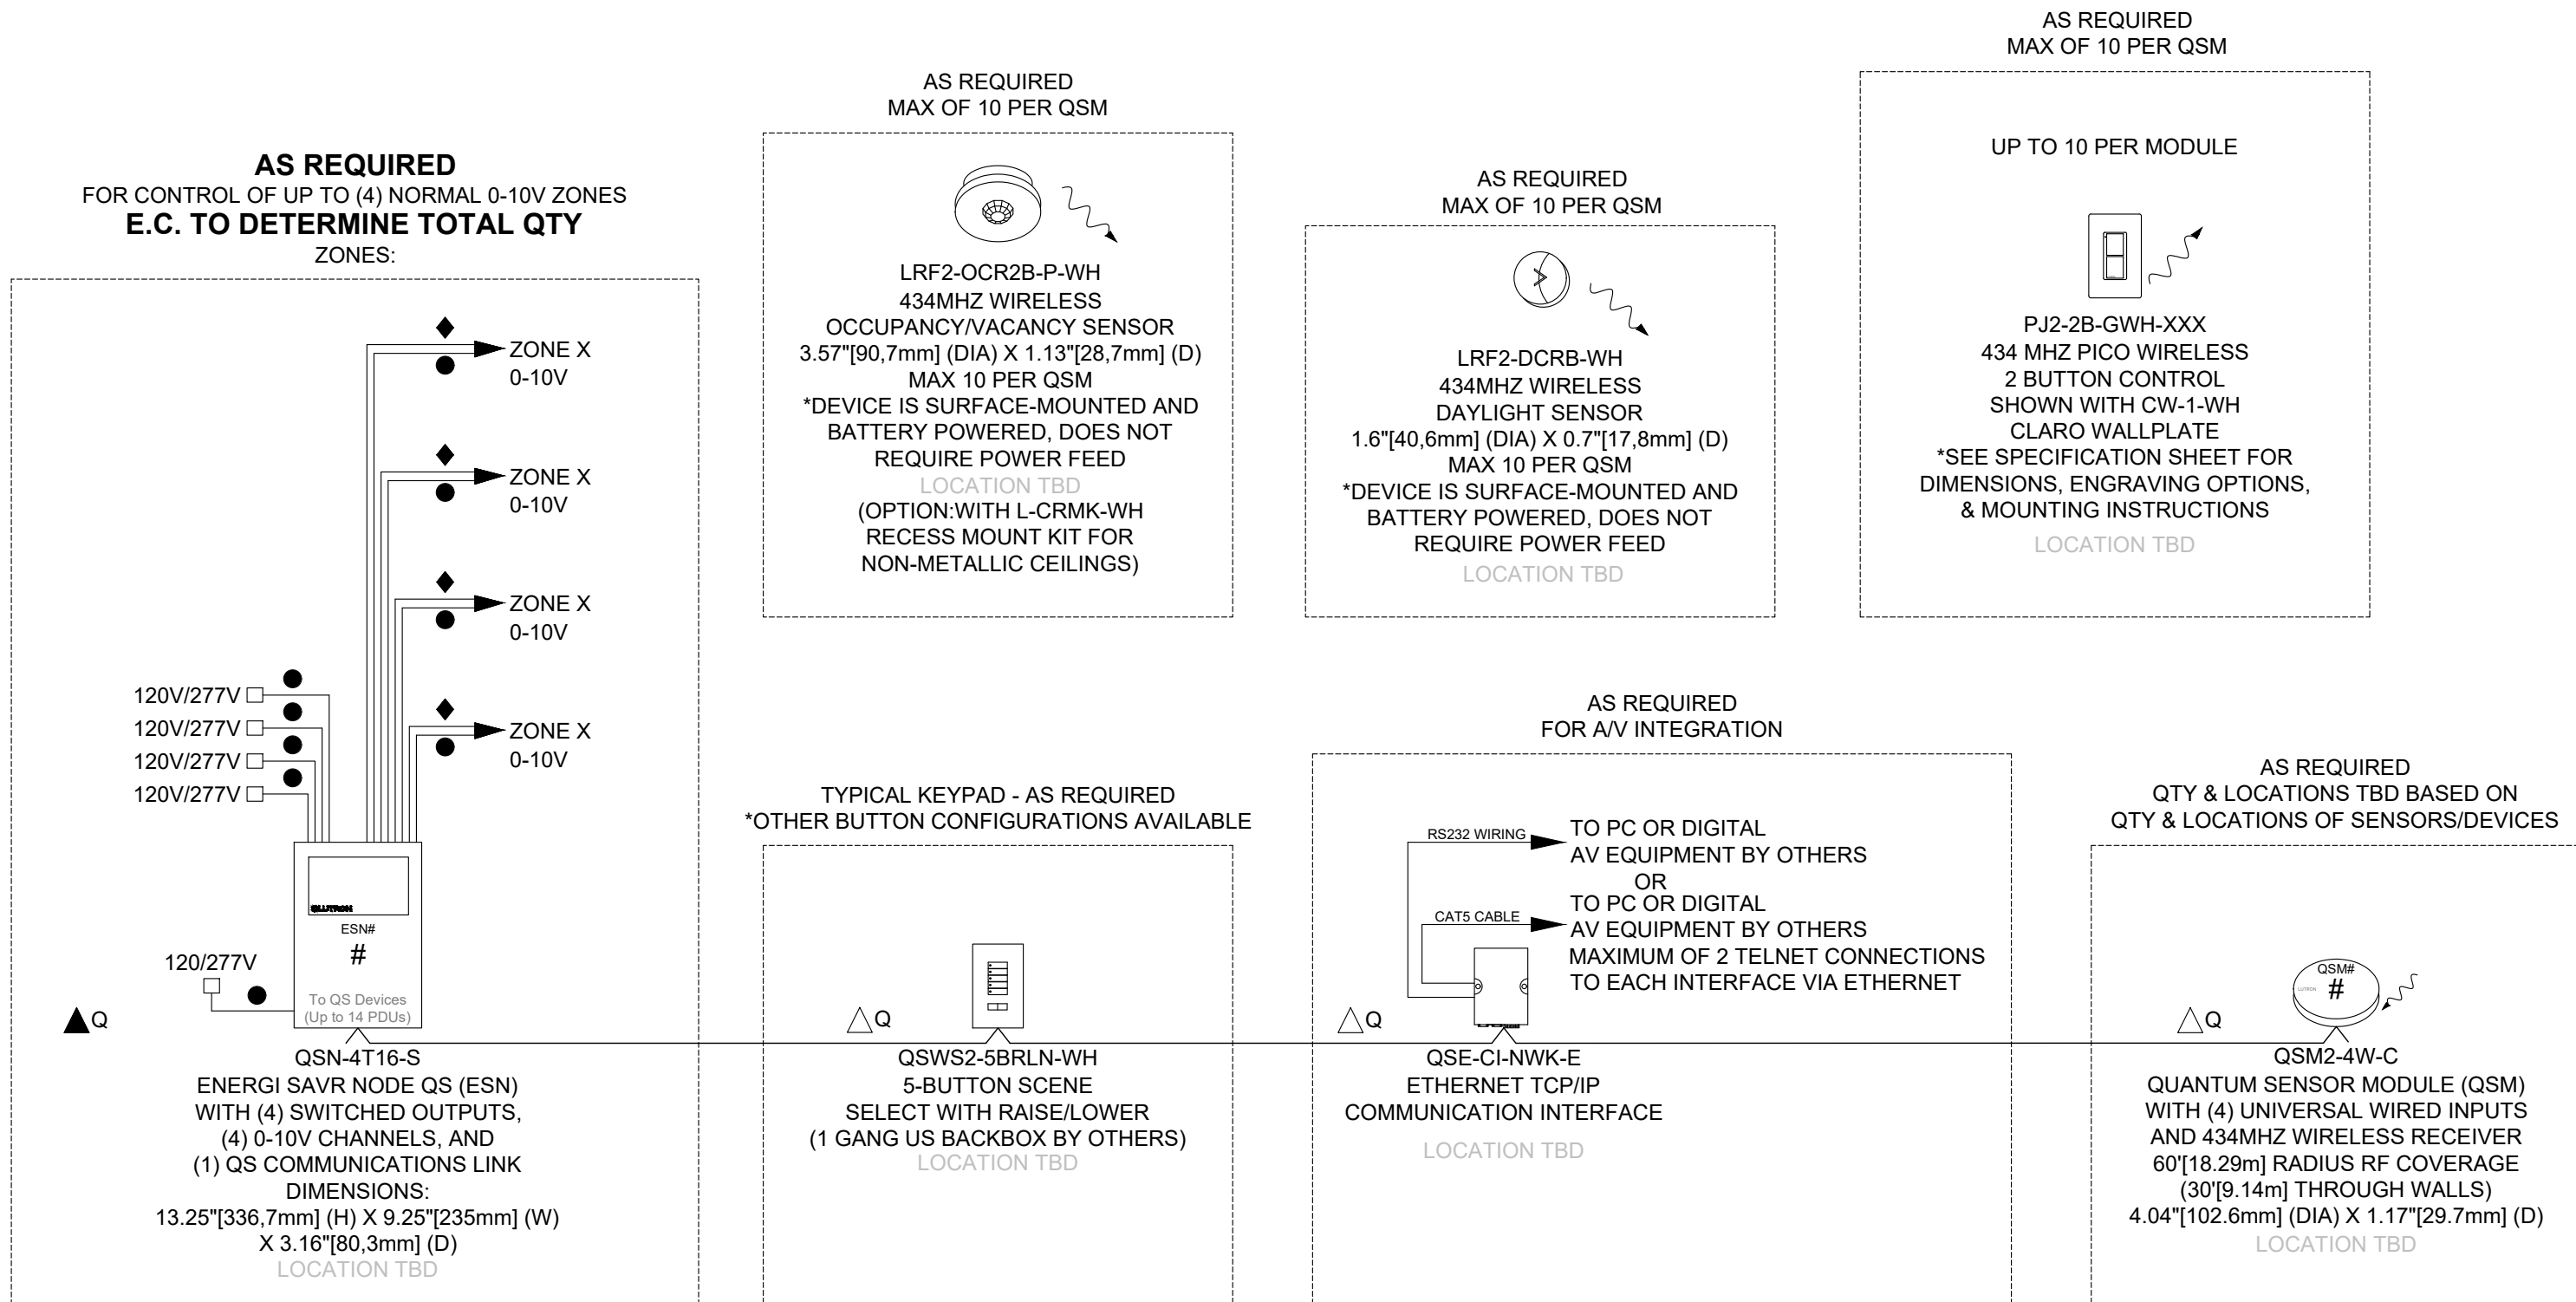 AS REQUIRED
FOR CONTROL OF UP TO (4) NORMAL 0-10V ZONES
E.C. TO DETERMINE TOTAL QTY
ZONES:
ZONE X
0-10V
ZONE X
0-10V
ZONE X
0-10V
ZONE X
0-10V
120V/277V
120V/277V
120V/277V
120V/277V
LUTRON
ESN#
#
120/277V
To QS Devices
(Up to 14 PDUs)
Q
QSN-4T16-S
ENERGI SAVR NODE QS (ESN)
WITH (4) SWITCHED OUTPUTS,
(4) 0-10V CHANNELS, AND
(1) QS COMMUNICATIONS LINK
DIMENSIONS:
13.25"[336,7mm] (H) X 9.25"[235mm] (W)
X 3.16"[80,3mm] (D)
LOCATION TBD
AS REQUIRED
MAX OF 10 PER QSM
LRF2-OCR2B-P-WH
434MHZ WIRELESS
OCCUPANCY/VACANCY SENSOR
3.57"[90,7mm] (DIA) X 1.13"[28,7mm] (D)
MAX 10 PER QSM
*DEVICE IS SURFACE-MOUNTED AND
BATTERY POWERED, DOES NOT
REQUIRE POWER FEED
LOCATION TBD
(OPTION:WITH L-CRMK-WH
RECESS MOUNT KIT FOR
NON-METALLIC CEILINGS)
AS REQUIRED
MAX OF 10 PER QSM
LRF2-DCRB-WH
434MHZ WIRELESS
DAYLIGHT SENSOR
1.6"[40,6mm] (DIA) X 0.7"[17,8mm] (D)
MAX 10 PER QSM
*DEVICE IS SURFACE-MOUNTED AND
BATTERY POWERED, DOES NOT
REQUIRE POWER FEED
LOCATION TBD
AS REQUIRED
MAX OF 10 PER QSM
UP TO 10 PER MODULE
PJ2-2B-GWH-XXX
434 MHZ PICO WIRELESS
2 BUTTON CONTROL
SHOWN WITH CW-1-WH
CLARO WALLPLATE
*SEE SPECIFICATION SHEET FOR
DIMENSIONS, ENGRAVING OPTIONS,
& MOUNTING INSTRUCTIONS
LOCATION TBD
TYPICAL KEYPAD - AS REQUIRED
*OTHER BUTTON CONFIGURATIONS AVAILABLE
Q
QSWS2-5BRLN-WH
5-BUTTON SCENE
SELECT WITH RAISE/LOWER
(1 GANG US BACKBOX BY OTHERS)
LOCATION TBD
AS REQUIRED
FOR A/V INTEGRATION
RS232 WIRING
TO PC OR DIGITAL
AV EQUIPMENT BY OTHERS
OR
CAT5 CABLE
TO PC OR DIGITAL
AV EQUIPMENT BY OTHERS
MAXIMUM OF 2 TELNET CONNECTIONS
TO EACH INTERFACE VIA ETHERNET
Q
QSE-CI-NWK-E
ETHERNET TCP/IP
COMMUNICATION INTERFACE
LOCATION TBD
AS REQUIRED
QTY & LOCATIONS TBD BASED ON
QTY & LOCATIONS OF SENSORS/DEVICES
QSM#
LUTRON
#
Q
QSM2-4W-C
QUANTUM SENSOR MODULE (QSM)
WITH (4) UNIVERSAL WIRED INPUTS
AND 434MHZ WIRELESS RECEIVER
60'[18.29m] RADIUS RF COVERAGE
(30'[9.14m] THROUGH WALLS)
4.04"[102.6mm] (DIA) X 1.17"[29.7mm] (D)
LOCATION TBD